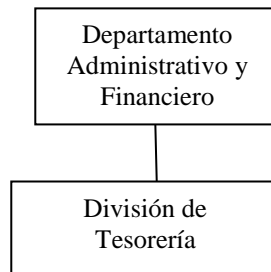 Departamento
Administrativo y
Financiero
División de
Tesorería